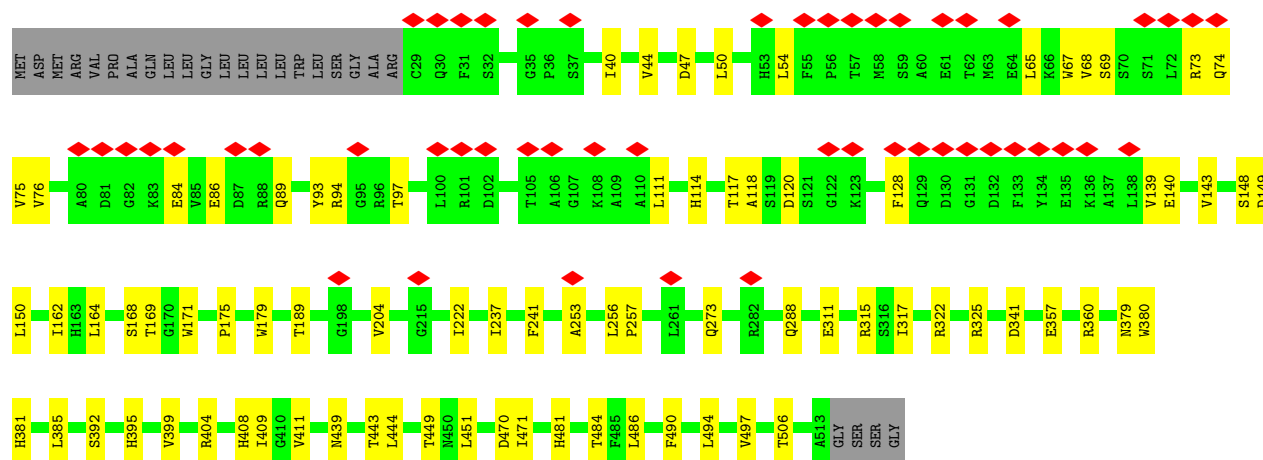 MET ASP MET ARG VAL PRO ALA GLN LEU LEU GLY LEU LEU LEU LEU TRP LEU SER GLY ALA ARG C29 Q30 F31 S32 G35 P36 S37 I40 V44 D47 L50 H53 L54 F55 P56 T57 M58 S59 A60 E61 T62 M63 E64 L65 K66 W67 V68 S69 S70 S71 L72 R73 Q74
V75 V76 A80 D81 G82 K83 E84 V85 E86 D87 R88 Q89 Y93 R94 G95 R96 T97 L100 R101 D102 T105 A106 G107 K108 A109 A110 L111 H114 T117 A118 S119 D120 S121 G122 K123 F128 Q129 D130 G131 D132 F133 Y134 E135 K136 A137 L138 V139 E140 V143 S148 D149
L150 I162 H163 L164 S168 T169 G170 W171 P175 W179 T189 G198 V204 G215 I222 I237 F241 A253 L256 P257 L261 Q273 R282 Q288 E311 R315 S316 I317 R322 R325 D341 E357 R360 N379 W380
H381 L385 S392 H395 V399 R404 H408 I409 G410 V411 N439 T443 L444 T449 N450 L451 D470 I471 H481 T484 F485 L486 F490 L494 V497 T506 A513 GLY SER SER GLY